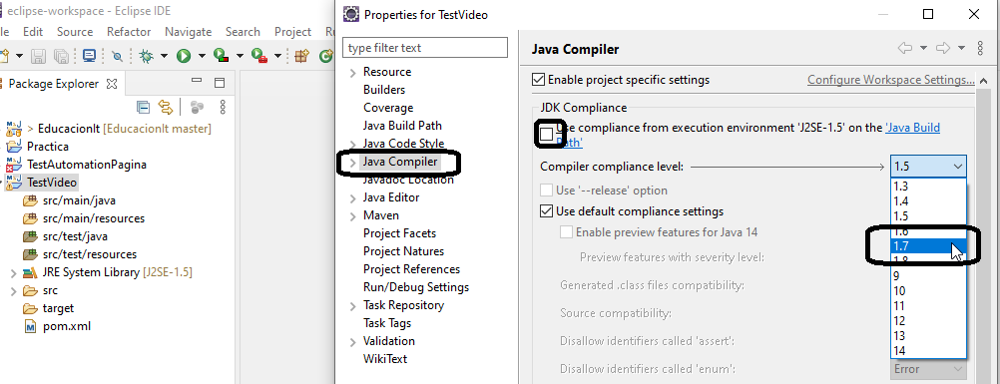 eclipse-workspace - Eclipse IDE
Edit Source Refactor Navigate Search Project Ru
Package Explorer
> EducacionIt [EducacionIt master]
Practica
TestAutomationPagina
TestVideo
src/main/java
src/main/resources
src/test/java
src/test/resources
JRE System Library [J2SE-1.5]
src
target
pom.xml
Properties for TestVideo
type filter text
Resource
Builders
Coverage
Java Build Path
Java Code Style
Java Compiler
Javadoc Location
Java Editor
Maven
Project Facets
Project Natures
Project References
Run/Debug Settings
Task Repository
Task Tags
Validation
WikiText
Java Compiler
Enable project specific settings
Configure Workspace Settings...
JDK Compliance
Use compliance from execution environment 'J2SE-1.5' on the 'Java Build
Path'
Compiler compliance level:
1.5
Use '--release' option
Use default compliance settings
Enable preview features for Java 14
Preview features with severity level:
Generated .class files compatibility:
Source compatibility:
Disallow identifiers called 'assert':
Disallow identifiers called 'enum':
1.3
1.4
1.5
1.6
1.7
1.8
9
10
11
12
13
14
Error